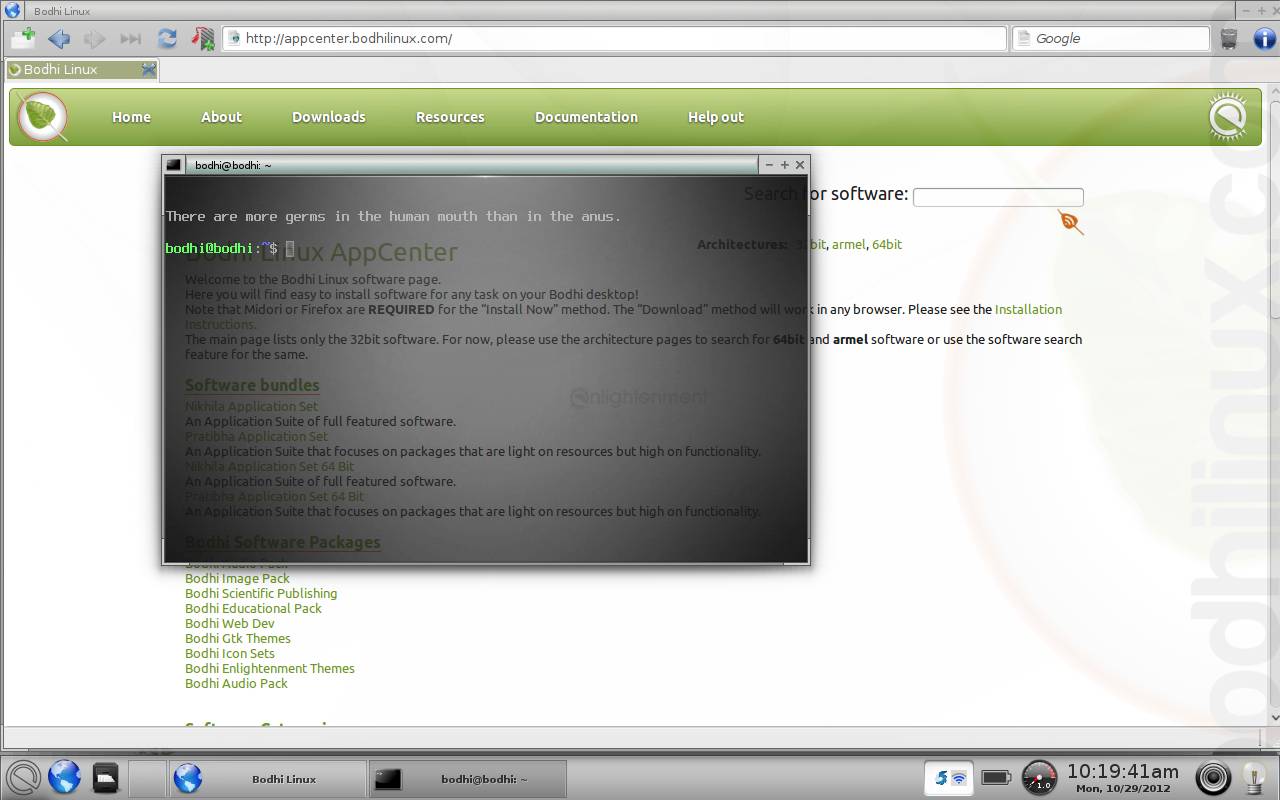 Bodhi Linux
http://appcenter.bodhilinux.com/
Google
Bodhi Linux
Home About Downloads Resources Documentation Help out
bodhi@bodhi: ~
Search for software:
There are more germs in the human mouth than in the anus.
bodhi@bodhi:~$
Bodhi Linux AppCenter
Architectures: 32bit, armel, 64bit
Welcome to the Bodhi Linux software page.
Here you will find easy to install software for any task on your Bodhi desktop!
Note that Midori or Firefox are REQUIRED for the "Install Now" method. The "Download" method will work in any browser. Please see the Installation
Instructions.
The main page lists only the 32bit software. For now, please use the architecture pages to search for 64bit and armel software or use the software search
feature for the same.
Software bundles
Nikhila Application Set
enlightenment
An Application Suite of full featured software.
Pratibha Application Set
An Application Suite that focuses on packages that are light on resources but high on functionality.
Nikhila Application Set 64 Bit
An Application Suite of full featured software.
Pratibha Application Set 64 Bit
An Application Suite that focuses on packages that are light on resources but high on functionality.
Bodhi Software Packages
Bodhi Audio Pack
Bodhi Image Pack
Bodhi Scientific Publishing
Bodhi Educational Pack
Bodhi Web Dev
Bodhi Gtk Themes
Bodhi Icon Sets
Bodhi Enlightenment Themes
Bodhi Audio Pack
bodhilinux.com
Bodhi Linux
bodhi@bodhi: ~
1.0
10:19:41am
Mon, 10/29/2012